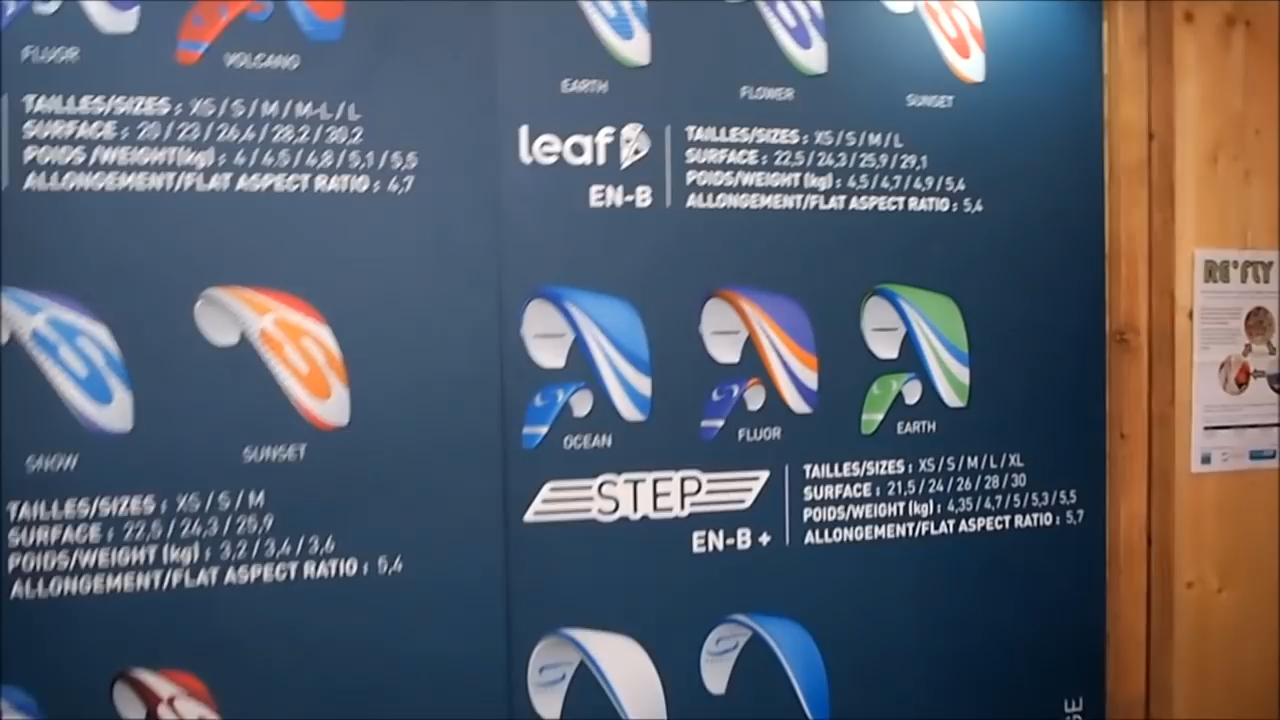 FLUOR
VOLCANO
TAILLES/SIZES : XS / S / M / M-L / L
SURFACE : 20 / 23 / 26,4 / 28,2 / 30,2
POIDS /WEIGHT(kg) : 4 / 4,5 / 4,8 / 5,1 / 5,5
ALLONGEMENT/FLAT ASPECT RATIO : 4,7
EARTH
FLOWER
SUNSET
leaf
EN-B
TAILLES/SIZES : XS / S / M / L
SURFACE : 22,5 / 24,3 / 25,9 / 29,1
POIDS/WEIGHT (kg) : 4,5 / 4,7 / 4,9 / 5,4
ALLONGEMENT/FLAT ASPECT RATIO : 5,4
SNOW
SUNSET
TAILLES/SIZES : XS / S / M
SURFACE : 22,5 / 24,3 / 25,9
POIDS/WEIGHT (kg) : 3,2 / 3,4 / 3,6
ALLONGEMENT/FLAT ASPECT RATIO : 5,4
OCEAN
FLUOR
EARTH
STEP
EN-B +
TAILLES/SIZES : XS / S / M / L / XL
SURFACE : 21,5 / 24 / 26 / 28 / 30
POIDS/WEIGHT (kg) : 4,35 / 4,7 / 5 / 5,3 / 5,5
ALLONGEMENT/FLAT ASPECT RATIO : 5,7
RE'FLY